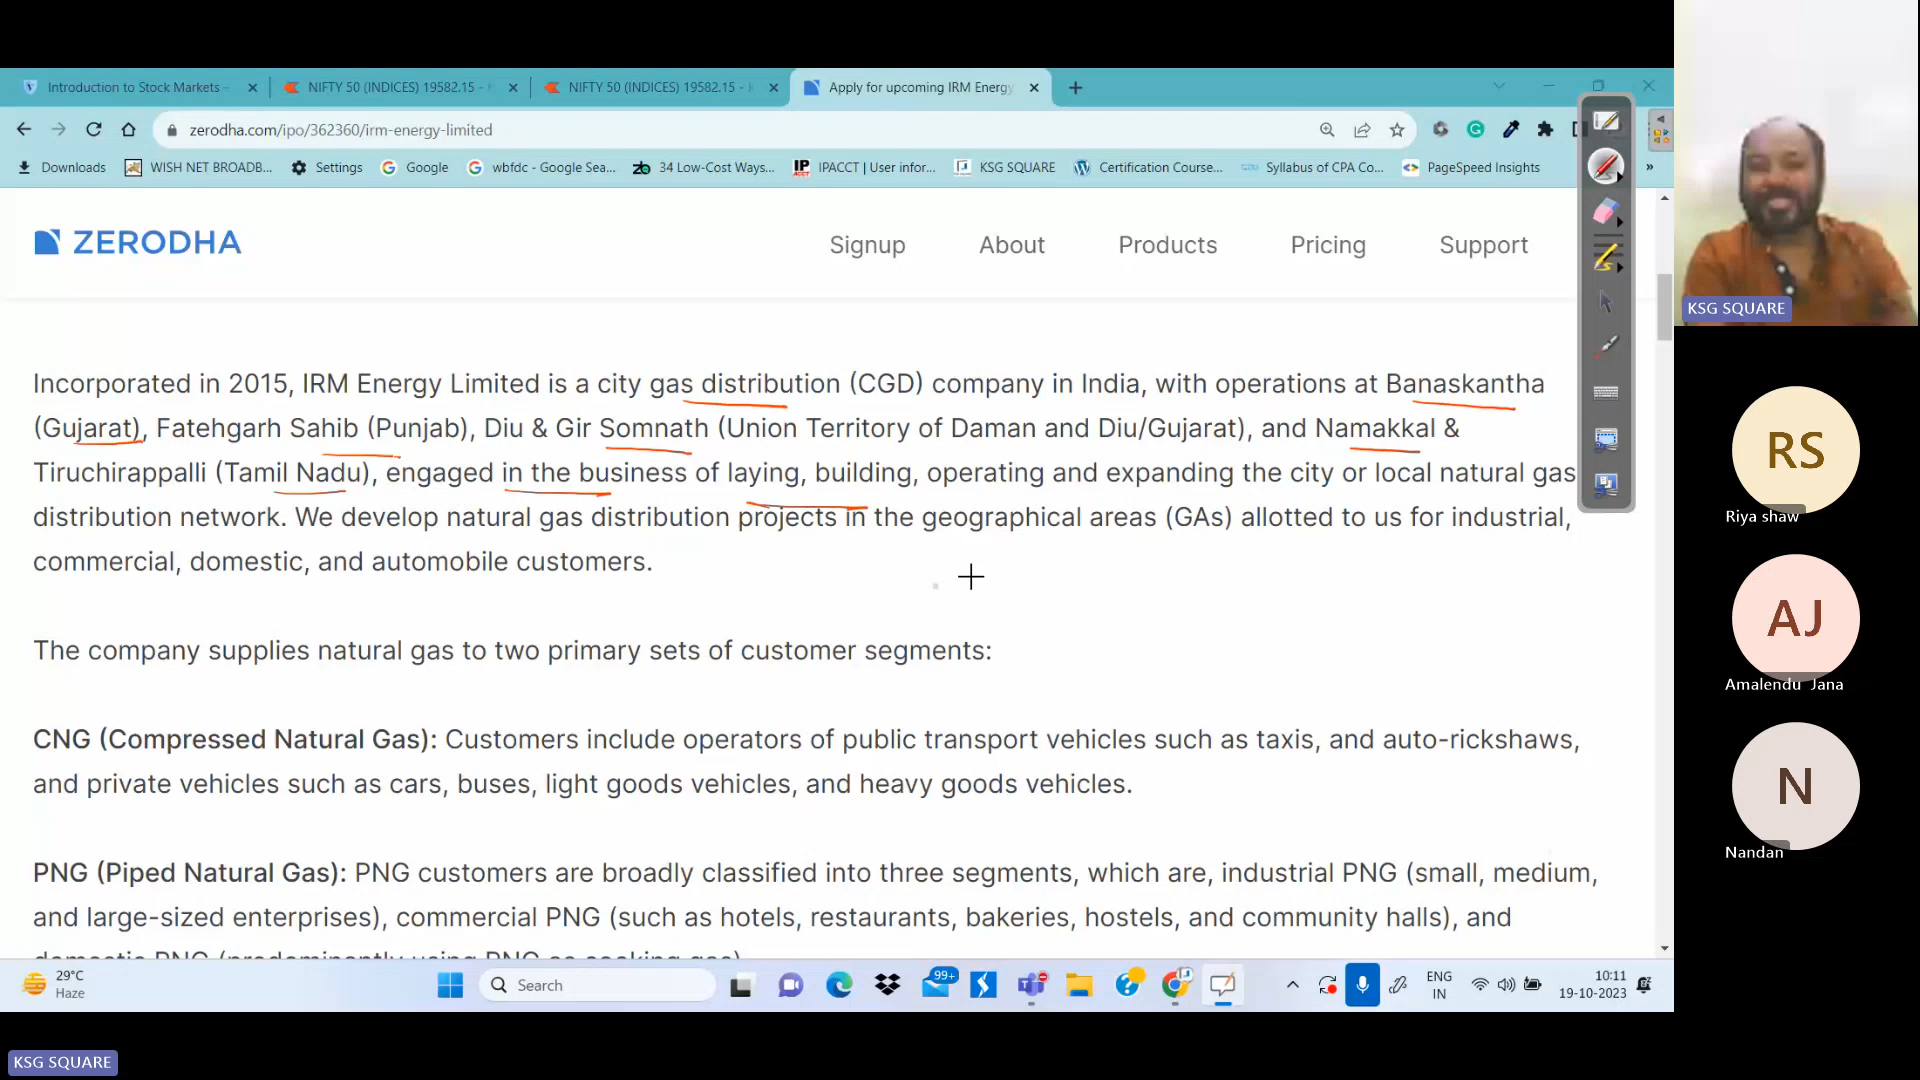 Introduction to Stock Markets -
NIFTY 50 (INDICES) 19582.15 -
NIFTY 50 (INDICES) 19582.15 -
Apply for upcoming IRM Energy
zerodha.com/ipo/362360/irm-energy-limited
Downloads
WISH NET BROADB...
Settings
Google
wbfdc - Google Sea...
34 Low-Cost Ways...
IPACCT | User infor...
KSG SQUARE
Certification Course...
Syllabus of CPA Co...
PageSpeed Insights
»
ZERODHA
Signup
About
Products
Pricing
Support
KSG SQUARE
Incorporated in 2015, IRM Energy Limited is a city gas distribution (CGD) company in India, with operations at Banaskantha
(Gujarat), Fatehgarh Sahib (Punjab), Diu & Gir Somnath (Union Territory of Daman and Diu/Gujarat), and Namakkal &
Tiruchirappalli (Tamil Nadu), engaged in the business of laying, building, operating and expanding the city or local natural gas
distribution network. We develop natural gas distribution projects in the geographical areas (GAs) allotted to us for industrial,
commercial, domestic, and automobile customers.
The company supplies natural gas to two primary sets of customer segments:
CNG (Compressed Natural Gas): Customers include operators of public transport vehicles such as taxis, and auto-rickshaws,
and private vehicles such as cars, buses, light goods vehicles, and heavy goods vehicles.
PNG (Piped Natural Gas): PNG customers are broadly classified into three segments, which are, industrial PNG (small, medium,
and large-sized enterprises), commercial PNG (such as hotels, restaurants, bakeries, hostels, and community halls), and
domestic PNG (predominantly using PNG as cooking gas)
RS
Riya shaw
AJ
Amalendu Jana
N
Nandan
29°C
Haze
Search
99+
ENG
IN
10:11
19-10-2023
KSG SQUARE